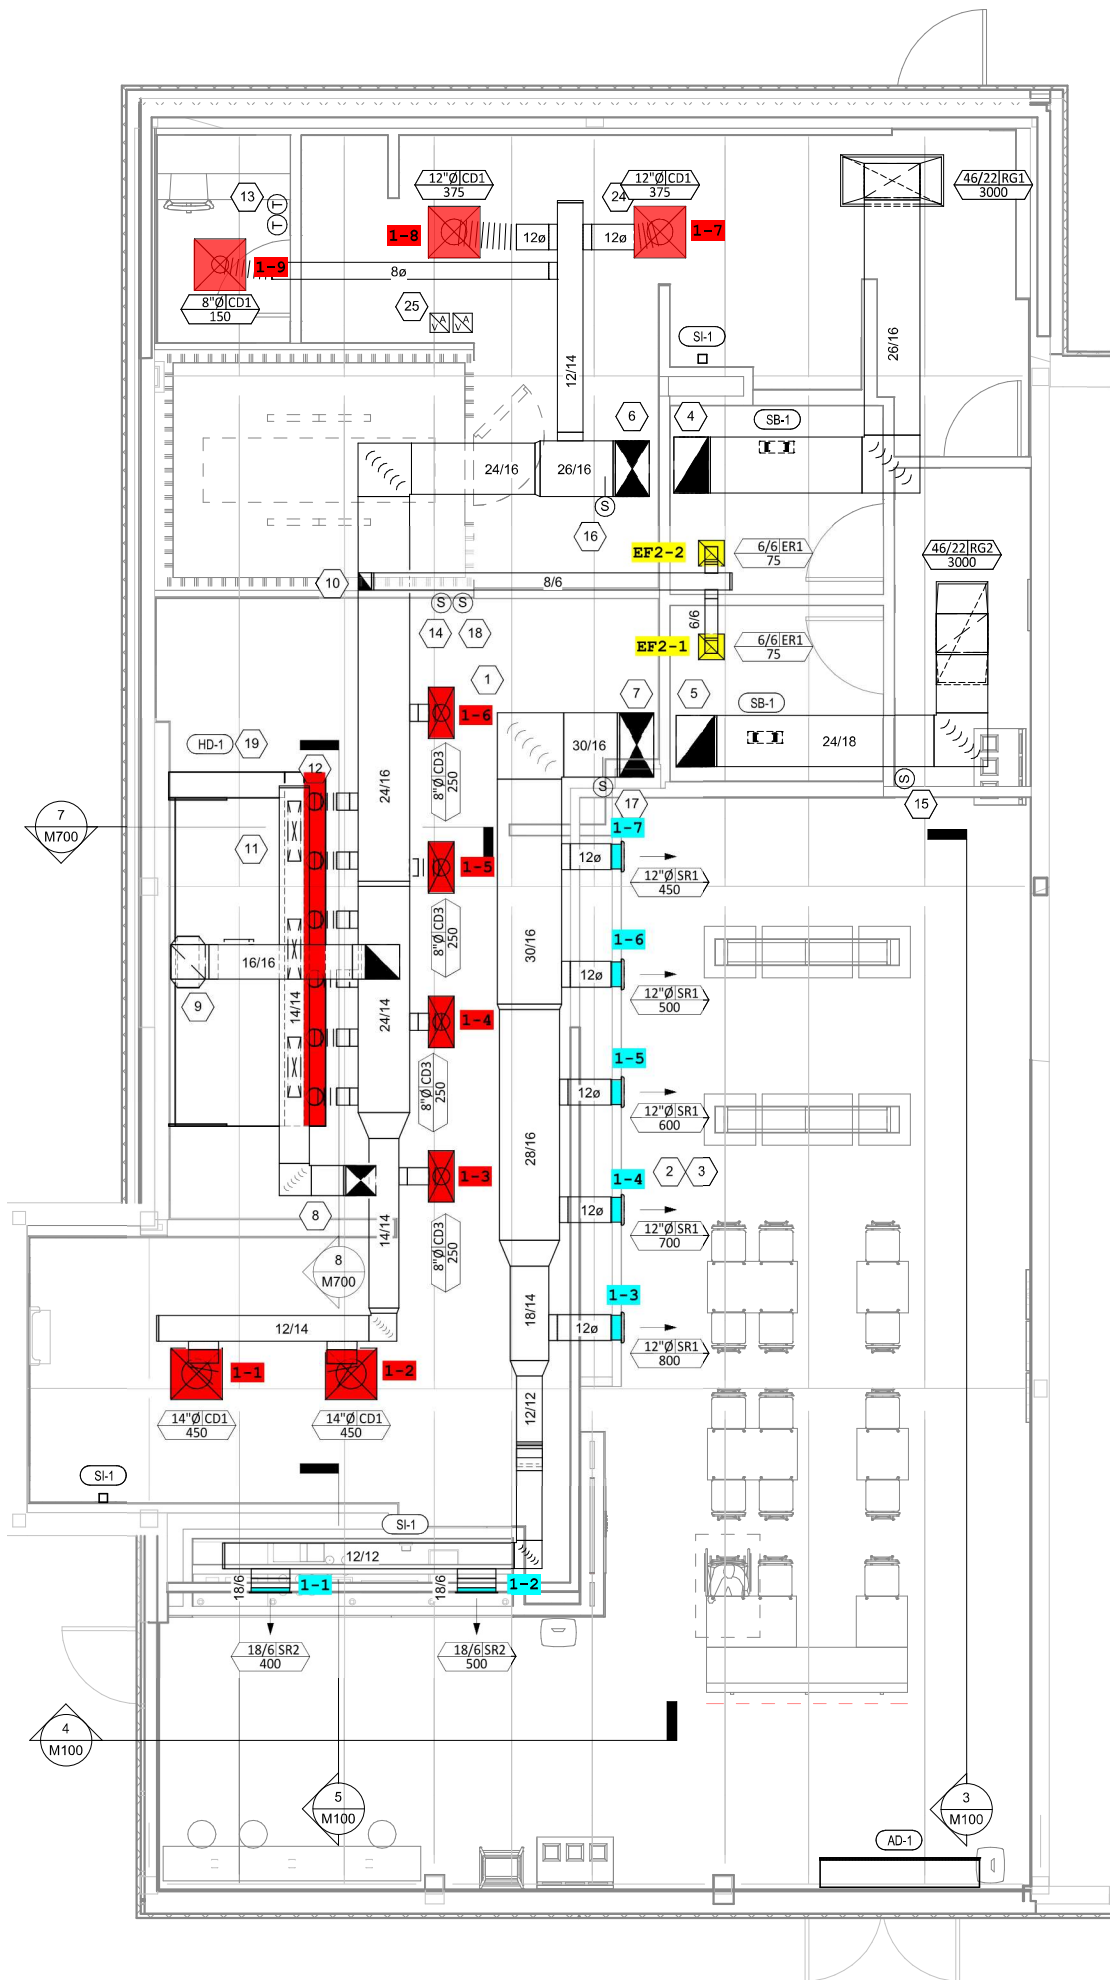 12"Ø CD1
375
12"Ø CD1
375
46/22 RG1
3000
13
T
T
24
1-8
12ø
12ø
1-7
1-9
8ø
8"Ø CD1
150
25
A
V
A
V
SI-1
26/16
12/14
6
4
SB-1
24/16
26/16
S
16
EF2-2
6/6 ER1
75
46/22 RG2
3000
10
8/6
S
S
14
18
6/6
EF2-1
6/6 ER1
75
1
7
5
SB-1
1-6
HD-1
19
30/16
24/18
12
8"Ø CD3
250
24/16
S
17
S
15
7
M700
1-7
11
12ø
1-5
12"Ø SR1
450
8"Ø CD3
250
30/16
1-6
16/16
12ø
9
14/14
24/14
12"Ø SR1
500
1-4
1-5
8"Ø CD3
250
12ø
12"Ø SR1
600
28/16
1-3
2
3
1-4
8
14/14
12ø
8"Ø CD3
250
12"Ø SR1
700
8
M700
18/14
1-3
12/14
12ø
12"Ø SR1
800
1-1
1-2
12/12
14"Ø CD1
450
14"Ø CD1
450
SI-1
SI-1
12/12
18/6
1-1
18/6
1-2
18/6 SR2
400
18/6 SR2
500
4
M100
5
M100
3
M100
AD-1